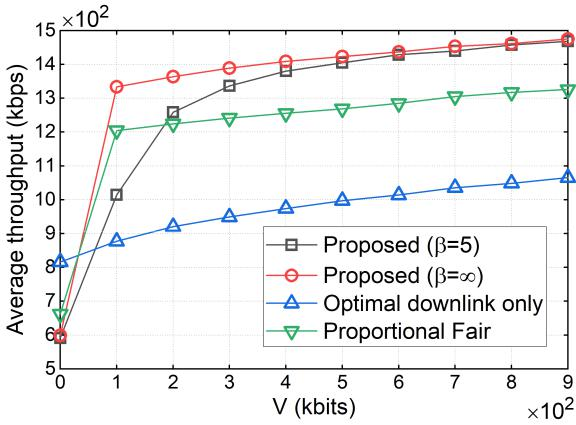 ×10²
Average throughput (kbps)
15
14
13
12
11
10
9
8
7
6
5
0 1 2 3 4 5 6 7 8 9
V (kbits)
×10²
Proposed (β=5)
Proposed (β=∞)
Optimal downlink only
Proportional Fair